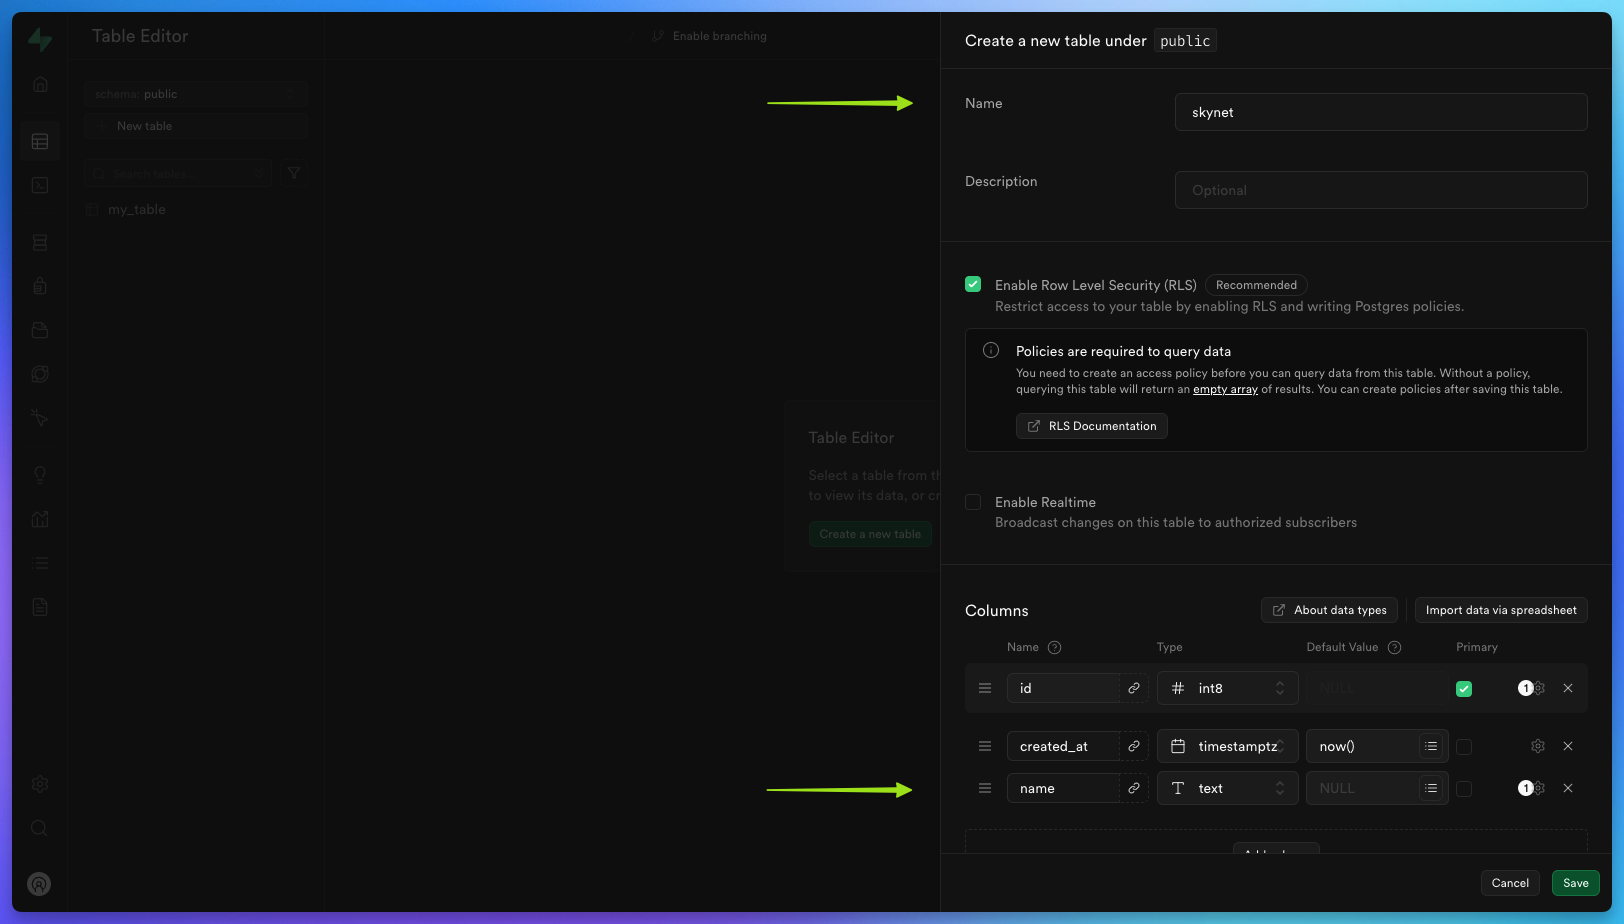 Table Editor
Enable branching
schema: public
New table
Search tables...
my_table
Table Editor
Select a table from th
to view its data, or cr
Create a new table
Create a new table under public
Name
skynet
Description
Optional
Enable Row Level Security (RLS) Recommended
Restrict access to your table by enabling RLS and writing Postgres policies.
Policies are required to query data
You need to create an access policy before you can query data from this table. Without a policy,
querying this table will return an empty array of results. You can create policies after saving this table.
RLS Documentation
Enable Realtime
Broadcast changes on this table to authorized subscribers
Columns
About data types
Import data via spreadsheet
Name Type Default Value Primary
id int8 NULL 1
created_at timestamptz now()
name text NULL 1
Cancel
Save